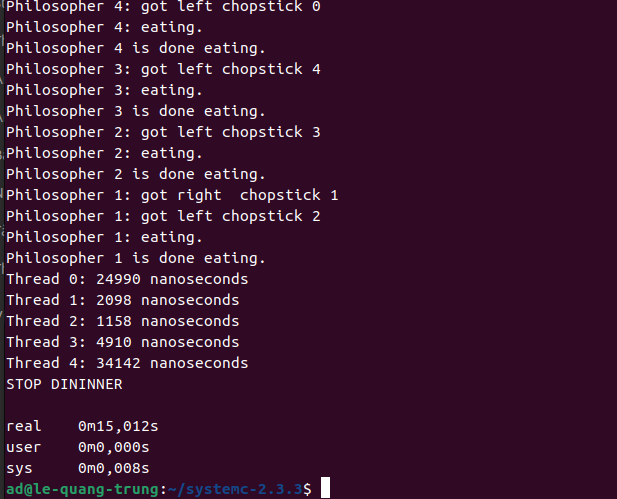 Philosopher 4: got left chopstick 0
Philosopher 4: eating.
Philosopher 4 is done eating.
Philosopher 3: got left chopstick 4
Philosopher 3: eating.
Philosopher 3 is done eating.
Philosopher 2: got left chopstick 3
Philosopher 2: eating.
Philosopher 2 is done eating.
Philosopher 1: got right  chopstick 1
Philosopher 1: got left chopstick 2
Philosopher 1: eating.
Philosopher 1 is done eating.
Thread 0: 24990 nanoseconds
Thread 1: 2098 nanoseconds
Thread 2: 1158 nanoseconds
Thread 3: 4910 nanoseconds
Thread 4: 34142 nanoseconds
STOP DININNER
real    0m15,012s
user    0m0,000s
sys     0m0,008s
ad@le-quang-trung:~/systemc-2.3.3$